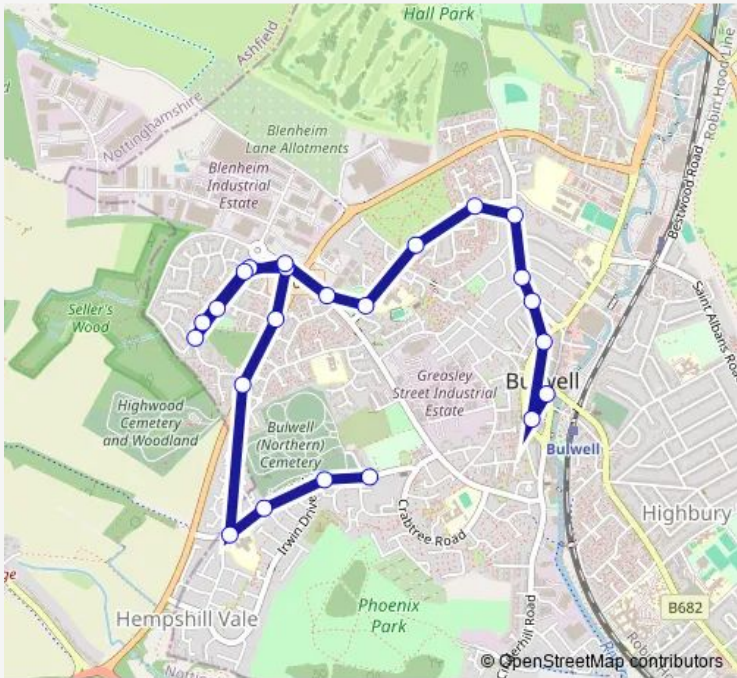 Hall Park
Ashfield
Nottinghamshire
Robin Hood Line
Blenheim
Lane Allotments
Blenheim
Industrial
Estate
Bestwood Road
Seller's
Wood
Saint Albans Road
Greasley
Street Industrial
Estate
Bulwell
Highwood
Cemetery
and Woodland
Bulwell
(Northern)
Cemetery
Bulwell
Crabtree Road
Highbury
Irwin Drive
Phoenix
Park
Hempshill Vale
B682
© OpenStreetMap contributors